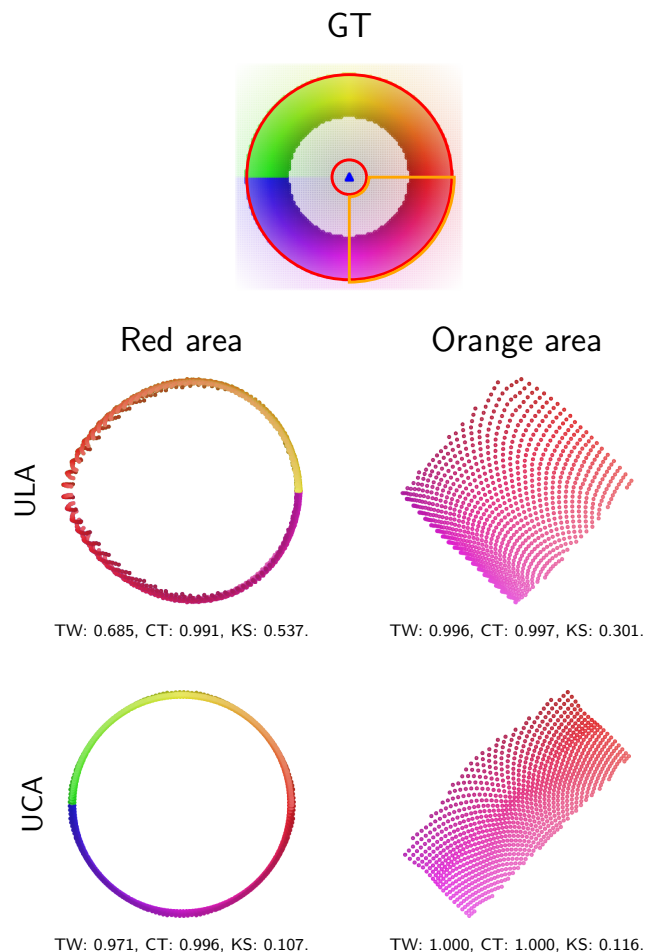 GT
Red area
Orange area
ULA
TW: 0.685, CT: 0.991, KS: 0.537.
TW: 0.996, CT: 0.997, KS: 0.301.
UCA
TW: 0.971, CT: 0.996, KS: 0.107.
TW: 1.000, CT: 1.000, KS: 0.116.